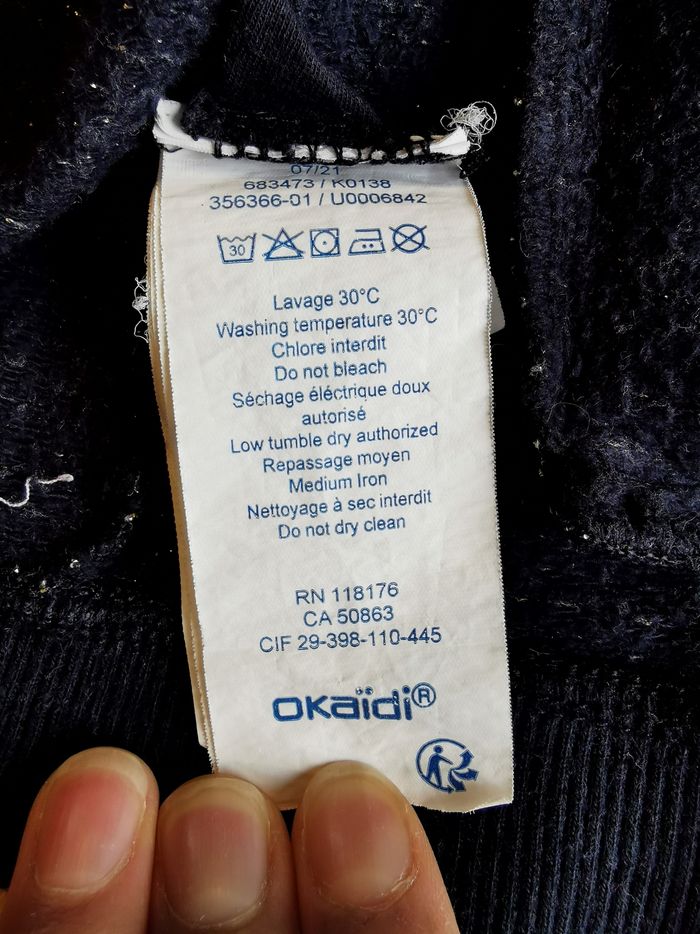 07/21
683473 / K0138
356366-01 / U0006842
30
Lavage 30°C
Washing temperature 30°C
Chlore interdit
Do not bleach
Séchage éléctrique doux
autorisé
Low tumble dry authorized
Repassage moyen
Medium Iron
Nettoyage à sec interdit
Do not dry clean
RN 118176
CA 50863
CIF 29-398-110-445
OKaïdi®